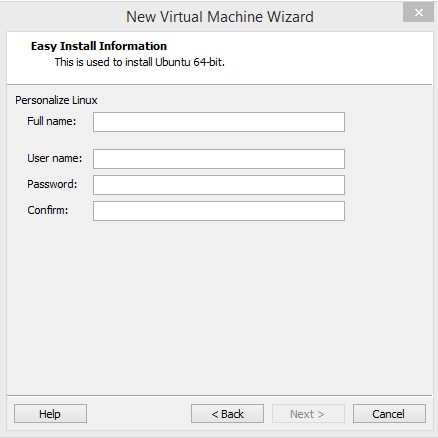 New Virtual Machine Wizard
Easy Install Information
This is used to install Ubuntu 64-bit.
Personalize Linux
Full name:
User name:
Password:
Confirm:
Help
< Back
Next >
Cancel